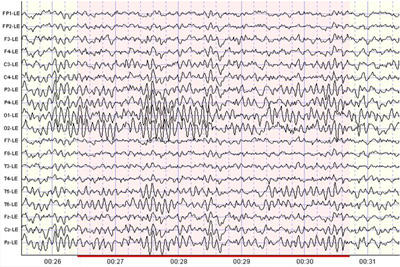 FP1-LE
FP2-LE
F3-LE
F4-LE
C3-LE
C4-LE
P3-LE
P4-LE
O1-LE
O2-LE
F7-LE
F8-LE
T3-LE
T4-LE
T5-LE
T6-LE
Fz-LE
Cz-LE
Pz-LE
00:26 00:27 00:28 00:29 00:30 00:31